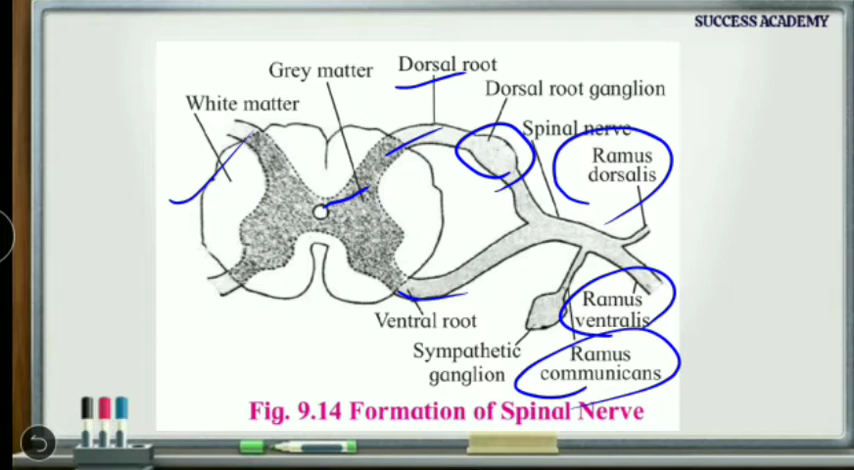 SUCCESS ACADEMY
Grey matter
Dorsal root
White matter
Dorsal root ganglion
Spinal nerve
Ramus
dorsalis
Ramus
ventralis
Ventral root
Sympathetic
ganglion
Ramus
communicans
Fig. 9.14 Formation of Spinal Nerve